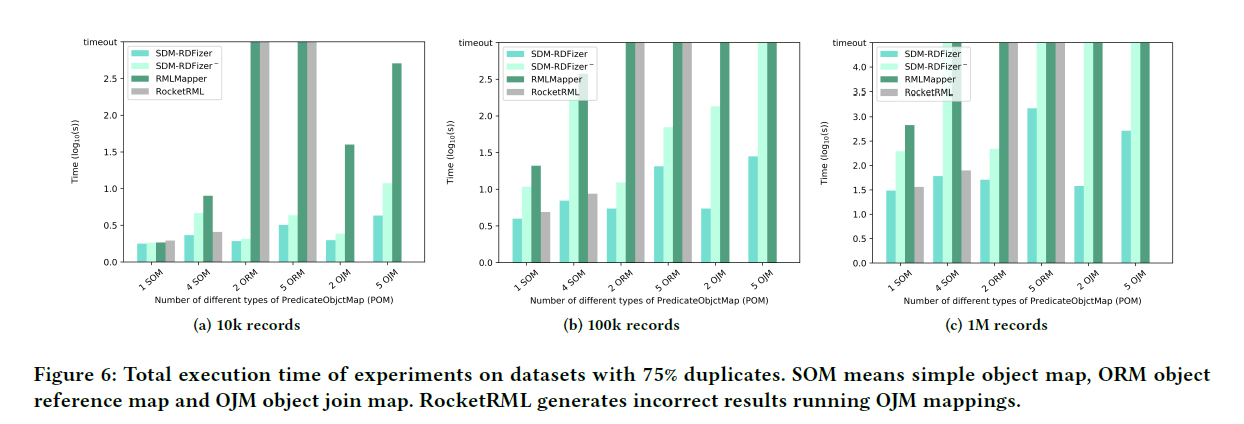 timeout
2.5
2.0
1.5
1.0
0.5
0.0
Time (log10(s))
SDM-RDFizer
SDM-RDFizer−
RMLMapper
RocketRML
1 SOM
4 SOM
2 ORM
5 ORM
2 OJM
5 OJM
Number of different types of PredicateObjctMap (POM)
(a) 10k records
timeout
2.5
2.0
1.5
1.0
0.5
0.0
Time (log10(s))
SDM-RDFizer
SDM-RDFizer−
RMLMapper
RocketRML
1 SOM
4 SOM
2 ORM
5 ORM
2 OJM
5 OJM
Number of different types of PredicateObjctMap (POM)
(b) 100k records
timeout
4.0
3.5
3.0
2.5
2.0
1.5
1.0
0.5
0.0
Time (log10(s))
SDM-RDFizer
SDM-RDFizer−
RMLMapper
RocketRML
1 SOM
4 SOM
2 ORM
5 ORM
2 OJM
5 OJM
Number of different types of PredicateObjctMap (POM)
(c) 1M records
Figure 6: Total execution time of experiments on datasets with 75% duplicates. SOM means simple object map, ORM object
reference map and OJM object join map. RocketRML generates incorrect results running OJM mappings.